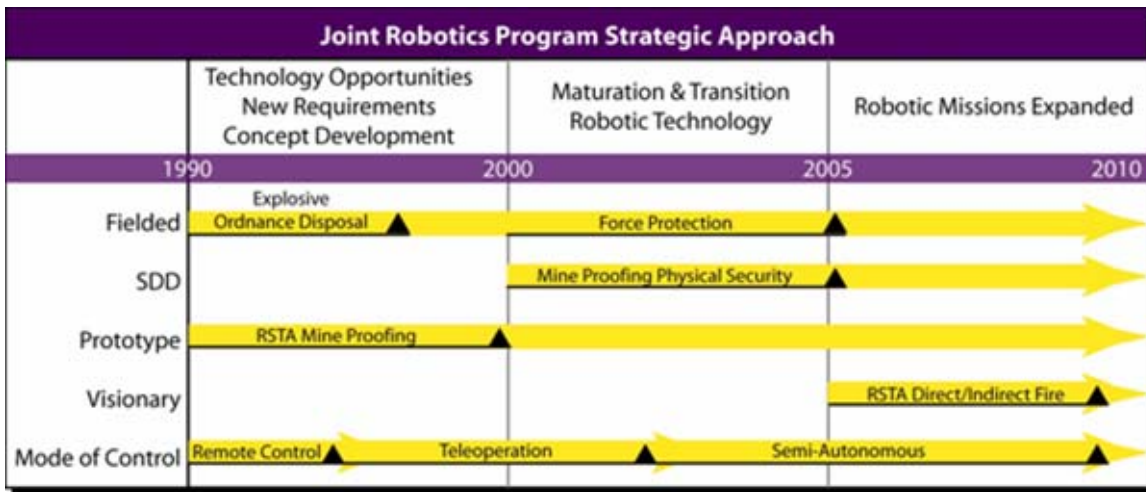 Joint Robotics Program Strategic Approach
Technology Opportunities
New Requirements
Concept Development
Maturation & Transition
Robotic Technology
Robotic Missions Expanded
1990 2000 2005 2010
Explosive
Fielded Ordnance Disposal Force Protection
SDD Mine Proofing Physical Security
Prototype RSTA Mine Proofing
Visionary RSTA Direct/Indirect Fire
Mode of Control Remote Control Teleoperation Semi-Autonomous